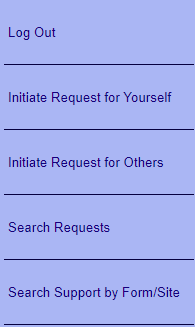 Log Out
Initiate Request for Yourself
Initiate Request for Others
Search Requests
Search Support by Form/Site